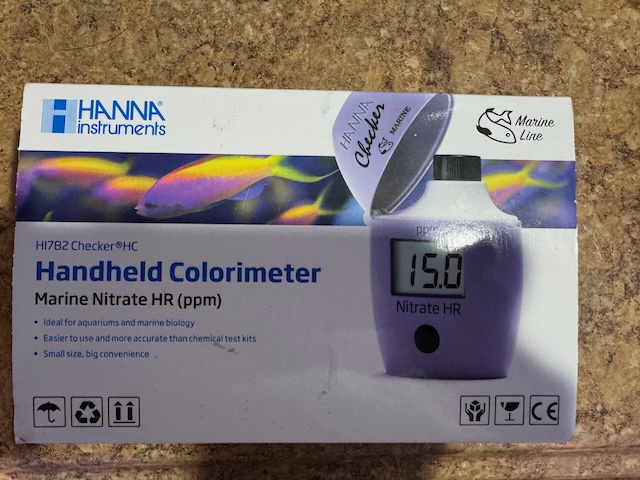 HANNA®
instruments
HANNA
Checker
MARINE
Marine
Line
HI782 Checker®HC
Handheld Colorimeter
Marine Nitrate HR (ppm)
• Ideal for aquariums and marine biology
• Easier to use and more accurate than chemical test kits
• Small size, big convenience
15.0
Nitrate HR
CE